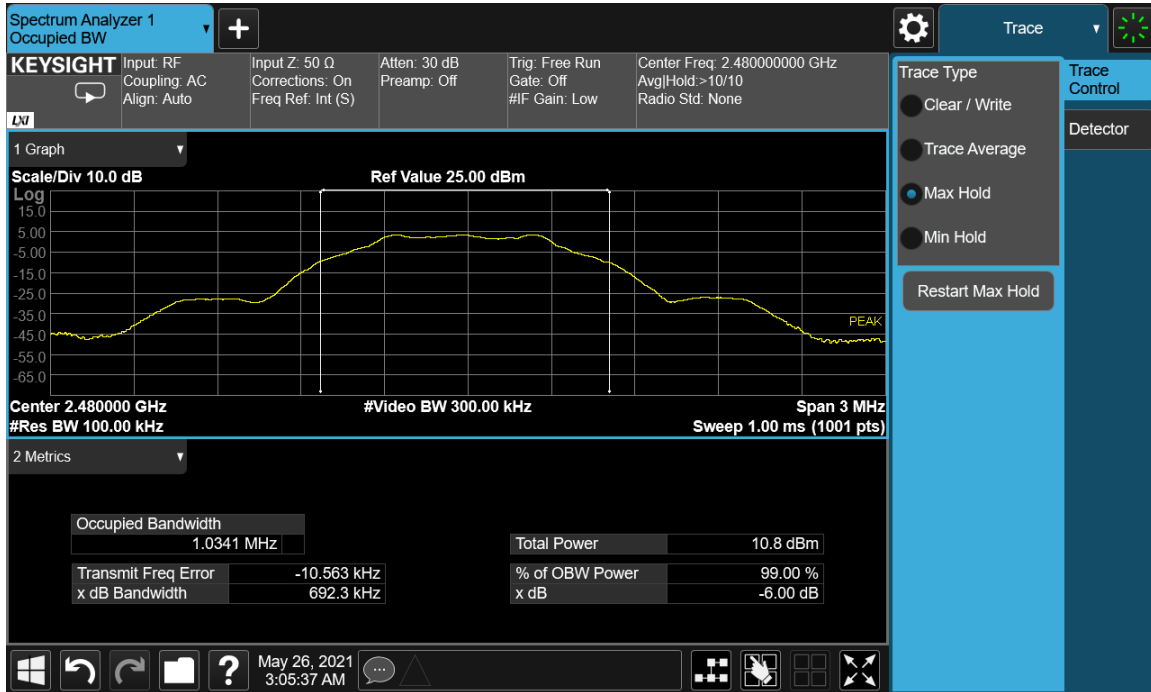 Spectrum Analyzer 1
Occupied BW
+
Trace
KEYSIGHT
LXI
Input: RF
Coupling: AC
Align: Auto
Input Z: 50 Ω
Corrections: On
Freq Ref: Int (S)
Atten: 30 dB
Preamp: Off
Trig: Free Run
Gate: Off
#IF Gain: Low
Center Freq: 2.480000000 GHz
Avg|Hold:>10/10
Radio Std: None
Trace Type
Clear / Write
Trace Average
Max Hold
Min Hold
Restart Max Hold
Trace
Control
Detector
1 Graph
Scale/Div 10.0 dB
Ref Value 25.00 dBm
Log
15.0
5.00
-5.00
-15.0
-25.0
-35.0
-45.0
-55.0
-65.0
PEAK
Center 2.480000 GHz
#Video BW 300.00 kHz
Span 3 MHz
#Res BW 100.00 kHz
Sweep 1.00 ms (1001 pts)
2 Metrics
Occupied Bandwidth
1.0341 MHz
Total Power 10.8 dBm
Transmit Freq Error -10.563 kHz
% of OBW Power 99.00 %
x dB Bandwidth 692.3 kHz
x dB -6.00 dB
?
May 26, 2021
3:05:37 AM